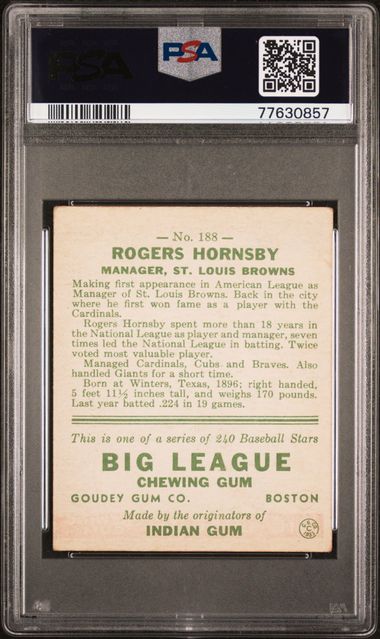 PSA
PSA
77630857
— No. 188 —
ROGERS HORNSBY
MANAGER, ST. LOUIS BROWNS
Making first appearance in American League as
Manager of St. Louis Browns. Back in the city
where he first won fame as a player with the
Cardinals.
Rogers Hornsby spent more than 18 years in
the National League as player and manager, seven
times led the National League in batting. Twice
voted most valuable player.
Managed Cardinals, Cubs and Braves. Also
handled Giants for a short time.
Born at Winters, Texas, 1896; right handed,
5 feet 11½ inches tall, and weighs 170 pounds.
Last year batted .224 in 19 games.
This is one of a series of 240 Baseball Stars
BIG LEAGUE
CHEWING GUM
GOUDEY GUM CO. BOSTON
Made by the originators of
INDIAN GUM